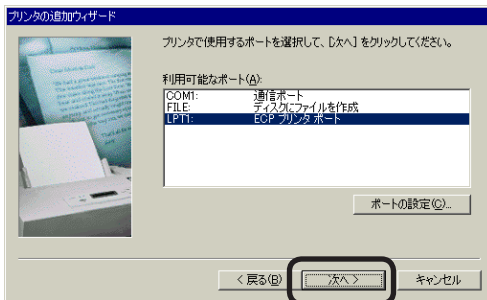 プリンタの追加ウィザード
プリンタで使用するポートを選択して、[次へ] をクリックしてください。
利用可能なポート(A):
COM1: 通信ポート
FILE: ディスクにファイルを作成
LPT1: ECP プリンタ ポート
ポートの設定(C)...
< 戻る(B)
次へ >
キャンセル